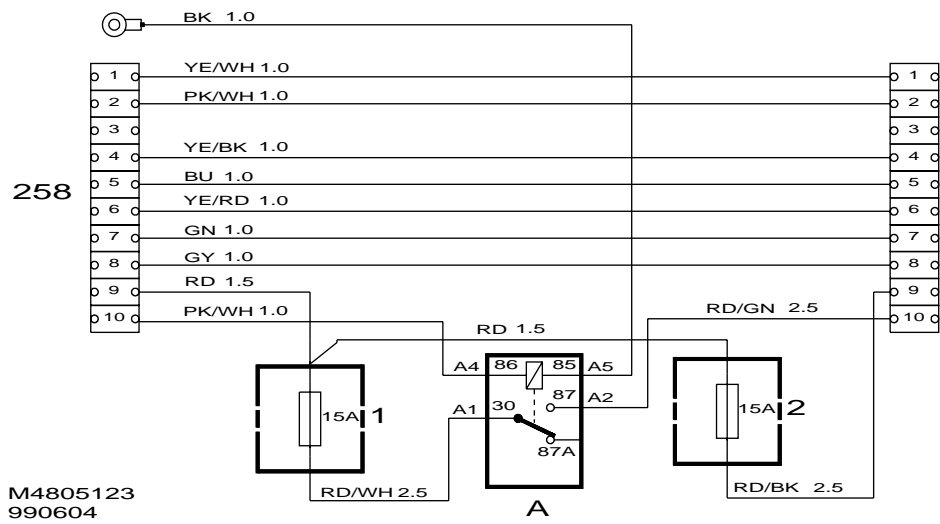 BK 1.0
1 YE/WH 1.0 1
2 PK/WH 1.0 2
3 3
4 YE/BK 1.0 4
258
5 BU 1.0 5
6 YE/RD 1.0 6
7 GN 1.0 7
8 GY 1.0 8
9 RD 1.5 9
10 PK/WH 1.0 RD/GN 2.5 10
RD 1.5
A4 86 85 A5
87 A2
A1 30
15A 1
15A 2
87A
RD/WH 2.5
RD/BK 2.5
A
M4805123
990604